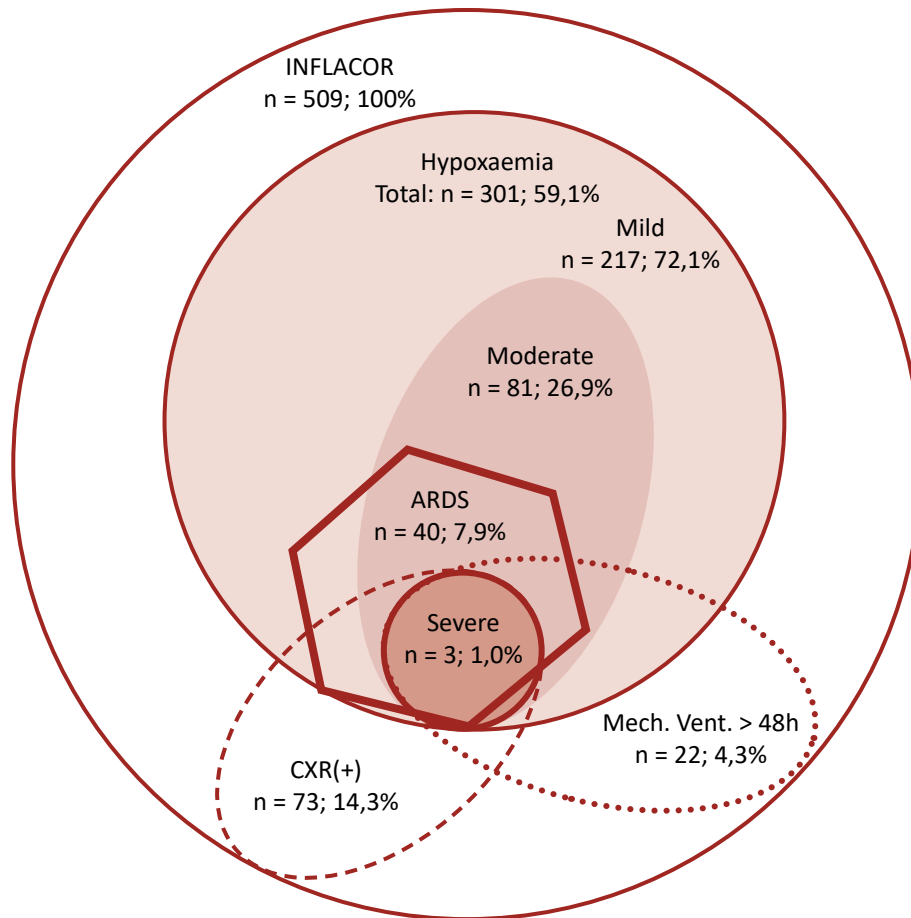 INFLACOR
n = 509; 100%
Hypoxaemia
Total: n = 301; 59,1%
Mild
n = 217; 72,1%
Moderate
n = 81; 26,9%
ARDS
n = 40; 7,9%
Severe
n = 3; 1,0%
Mech. Vent. > 48h
n = 22; 4,3%
CXR(+)
n = 73; 14,3%